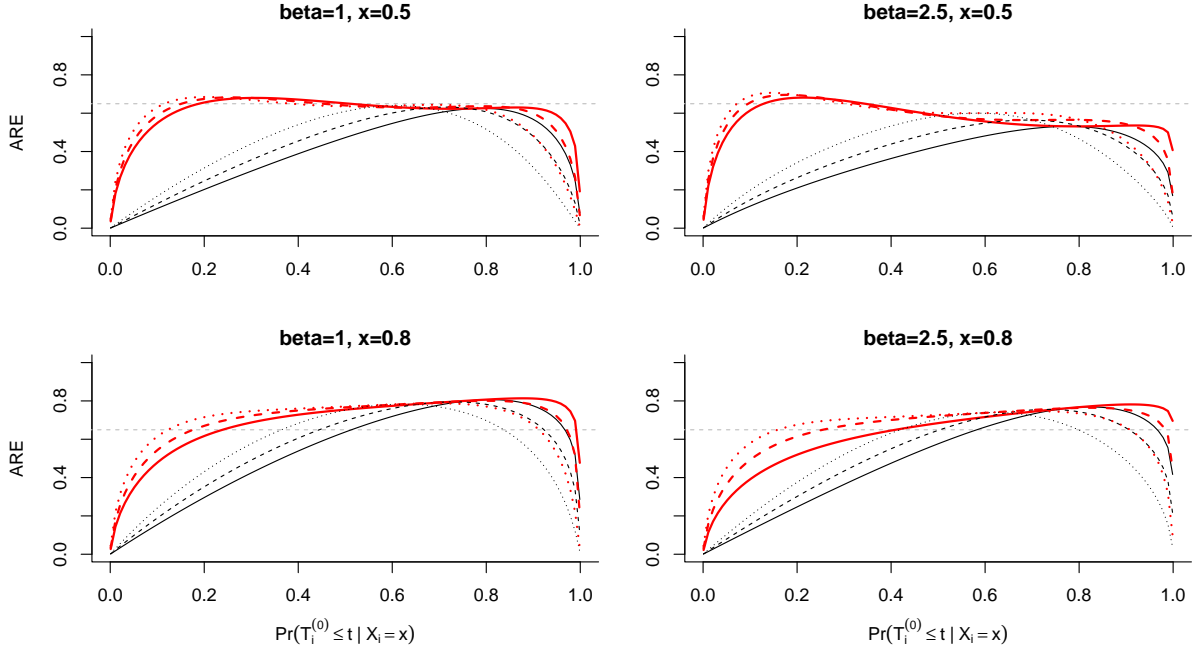 beta=1, x=0.5
beta=2.5, x=0.5
ARE
0.0 0.4 0.8
0.0 0.2 0.4 0.6 0.8 1.0
0.0 0.4 0.8
0.0 0.2 0.4 0.6 0.8 1.0
beta=1, x=0.8
beta=2.5, x=0.8
ARE
0.0 0.4 0.8
0.0 0.2 0.4 0.6 0.8 1.0
Pr(T_i^(0) ≤ t | X_i = x)
0.0 0.4 0.8
0.0 0.2 0.4 0.6 0.8 1.0
Pr(T_i^(0) ≤ t | X_i = x)